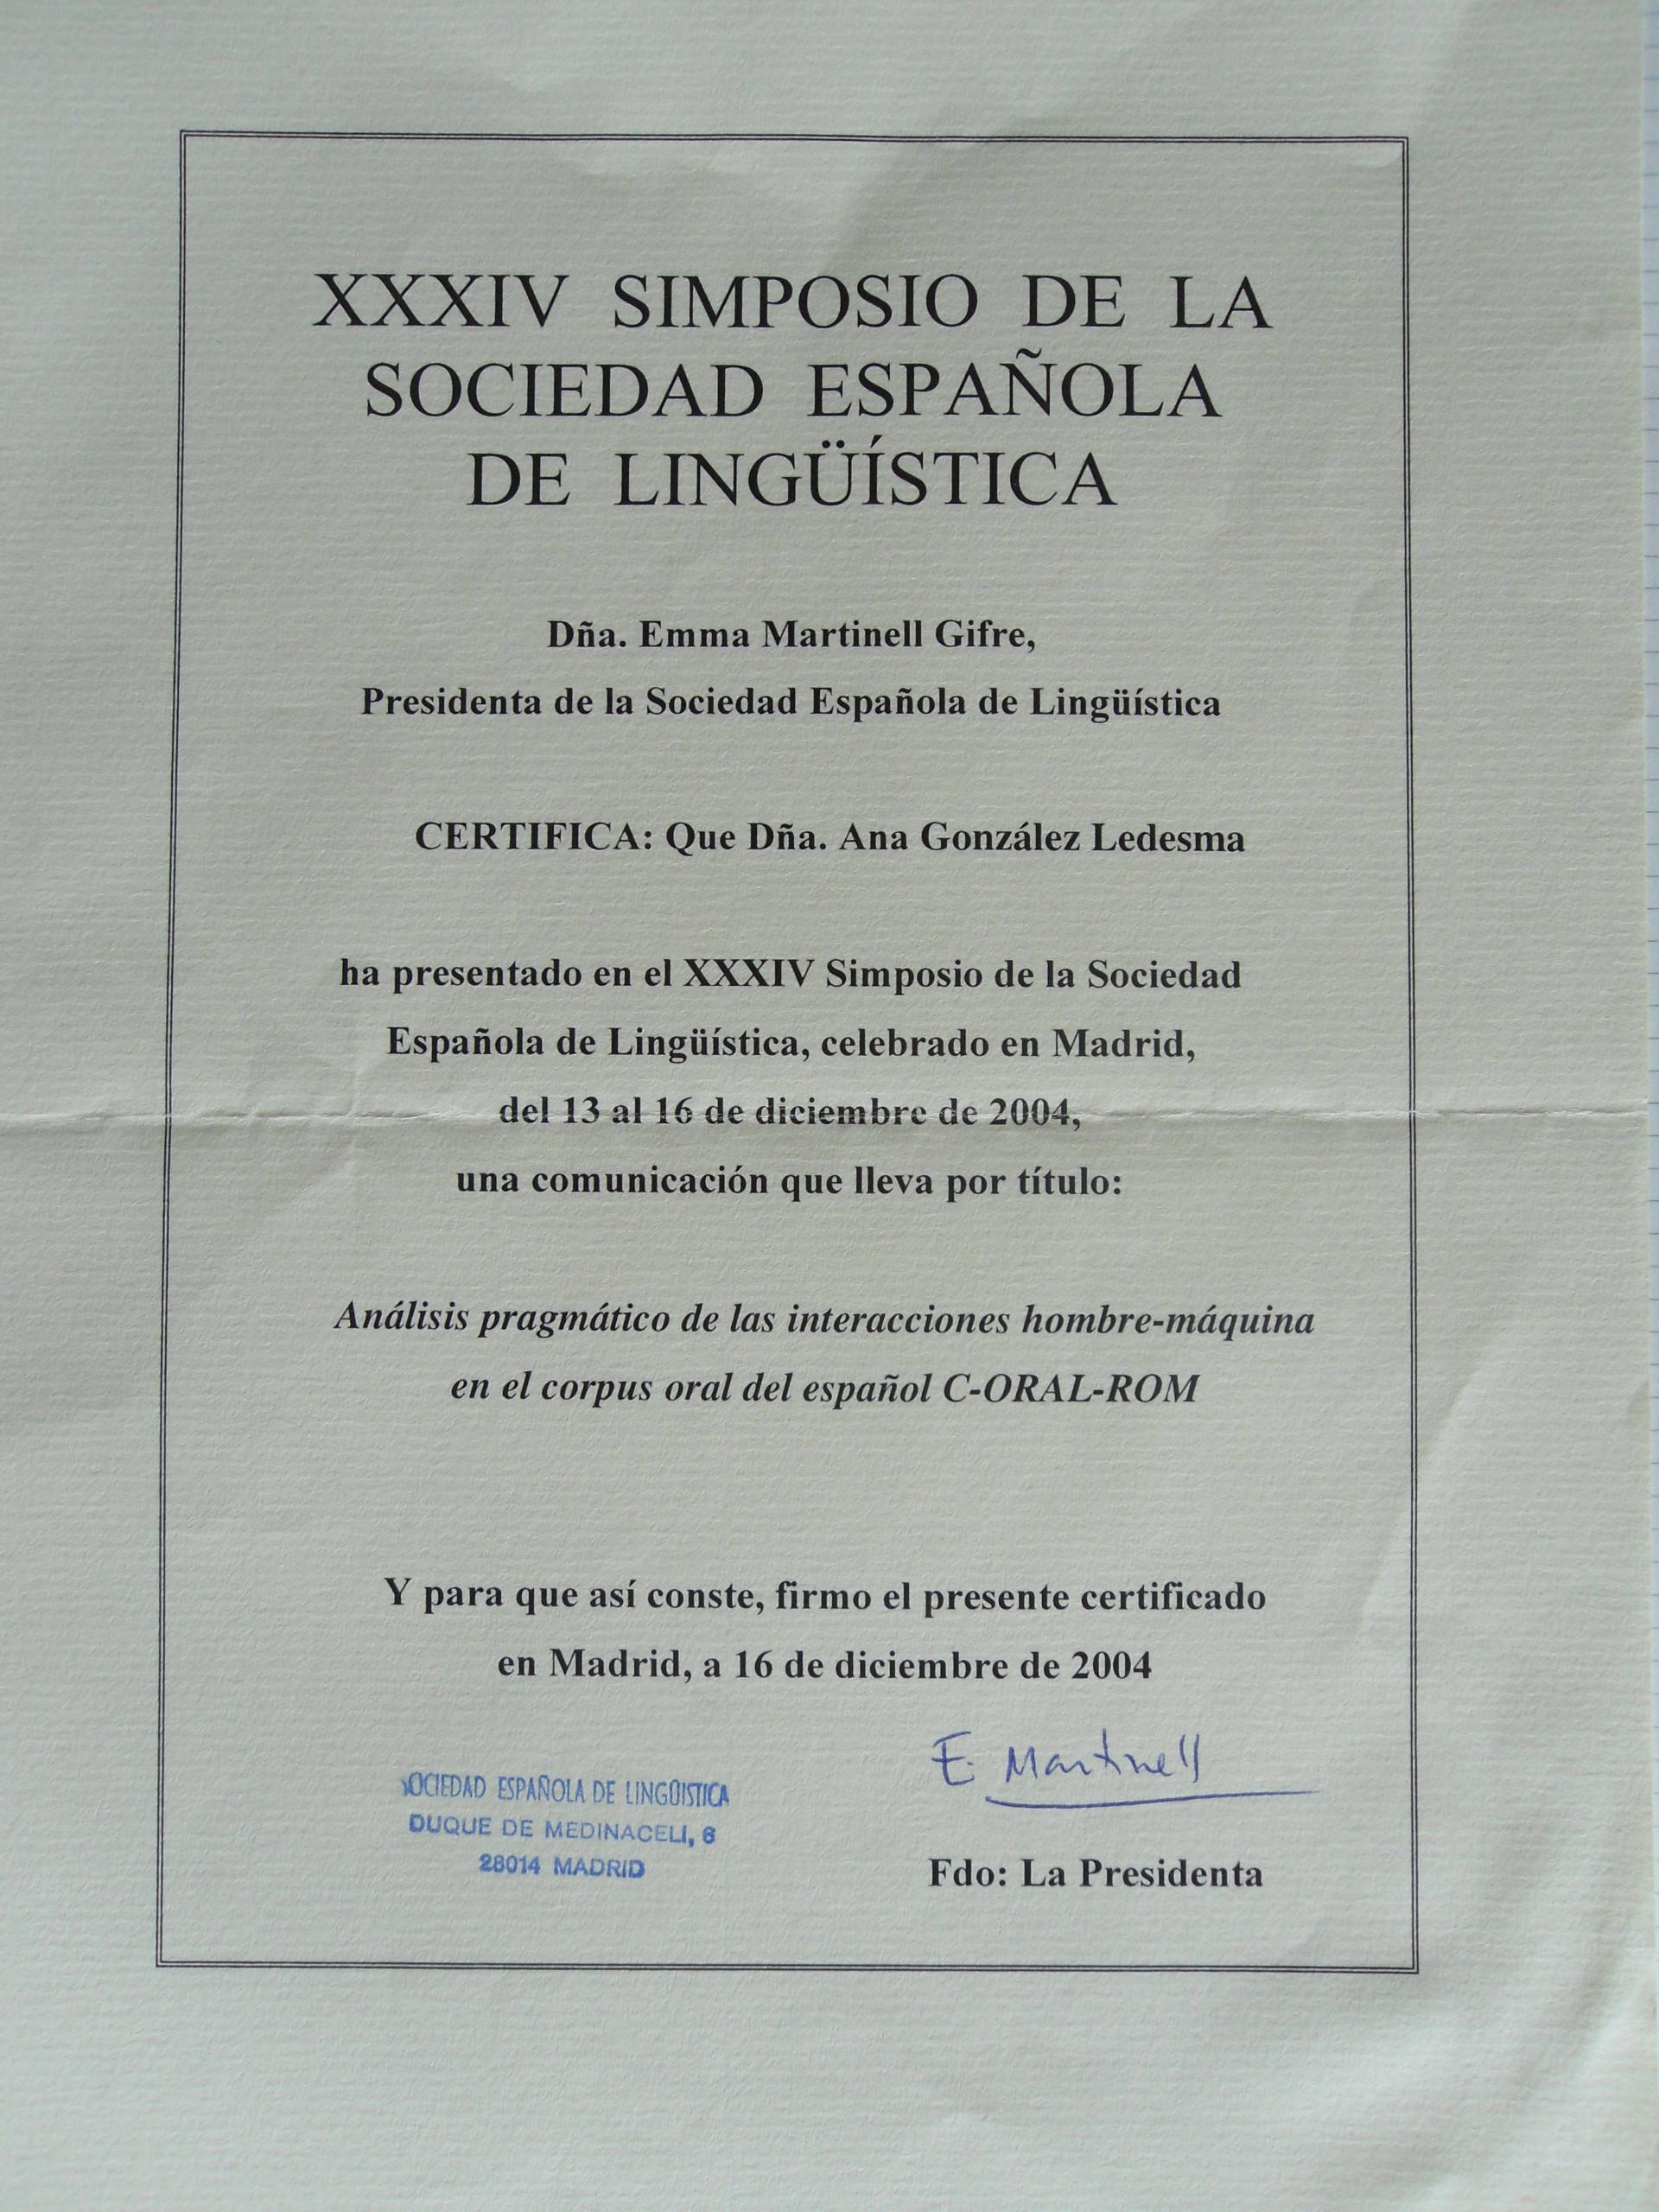 XXXIV SIMPOSIO DE LA
SOCIEDAD ESPAÑOLA
DE LINGÜÍSTICA
Dña. Emma Martinell Gifre,
Presidenta de la Sociedad Española de Lingüística
CERTIFICA: Que Dña. Ana González Ledesma
ha presentado en el XXXIV Simposio de la Sociedad
Española de Lingüística, celebrado en Madrid,
del 13 al 16 de diciembre de 2004,
una comunicación que lleva por título:
Análisis pragmático de las interacciones hombre-máquina
en el corpus oral del español C-ORAL-ROM
Y para que así conste, firmo el presente certificado
en Madrid, a 16 de diciembre de 2004
E. Martinell
SOCIEDAD ESPAÑOLA DE LINGÜISTICA
DUQUE DE MEDINACELI, 6
28014 MADRID
Fdo: La Presidenta